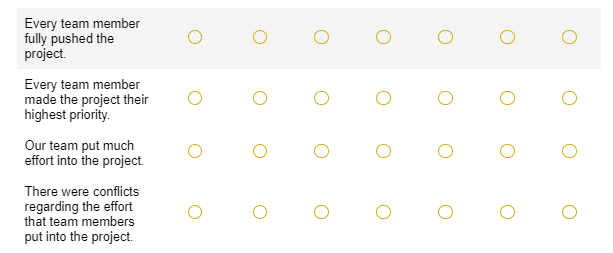 Every team member
fully pushed the
project.
Every team member
made the project their
highest priority.
Our team put much
effort into the project.
There were conflicts
regarding the effort
that team members
put into the project.